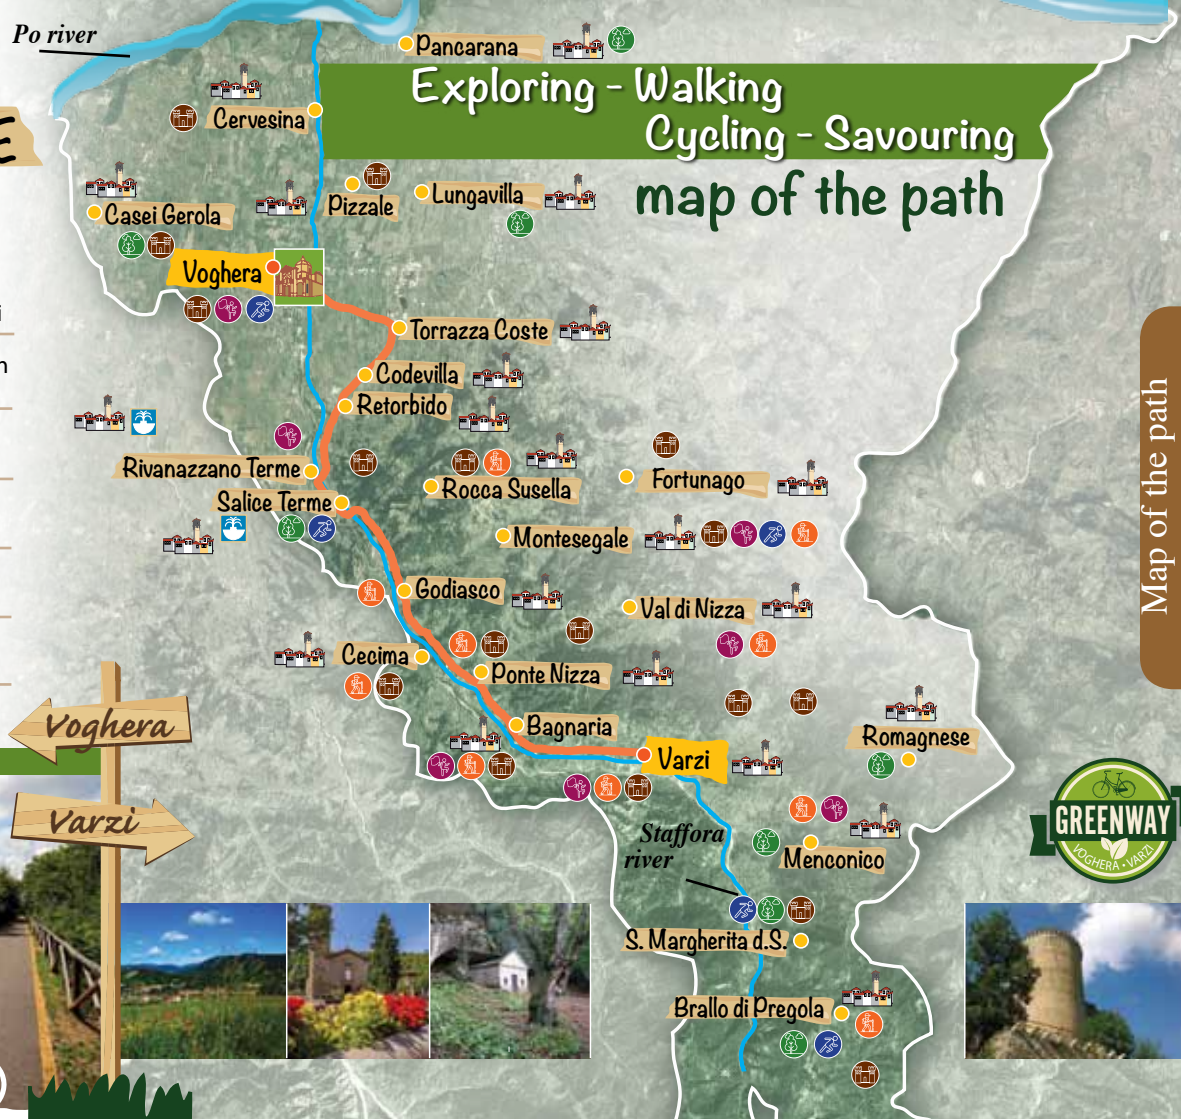 Po river
Pancarana
Exploring - Walking
Cycling - Savouring
map of the path
Cervesina
E
Pizzale
Lungavilla
Casei Gerola
Voghera
i
Torrazza Coste
n
Codevilla
Retorbido
Map of the path
Rivanazzano Terme
Rocca Susella
Fortunago
Salice Terme
Montesegale
Godiasco
Val di Nizza
Cecima
Ponte Nizza
Voghera
Bagnaria
Romagnese
Varzi
Varzi
GREENWAY
VOGHERA • VARZI
Staffora
river
Menconico
S. Margherita d.S.
Brallo di Pregola